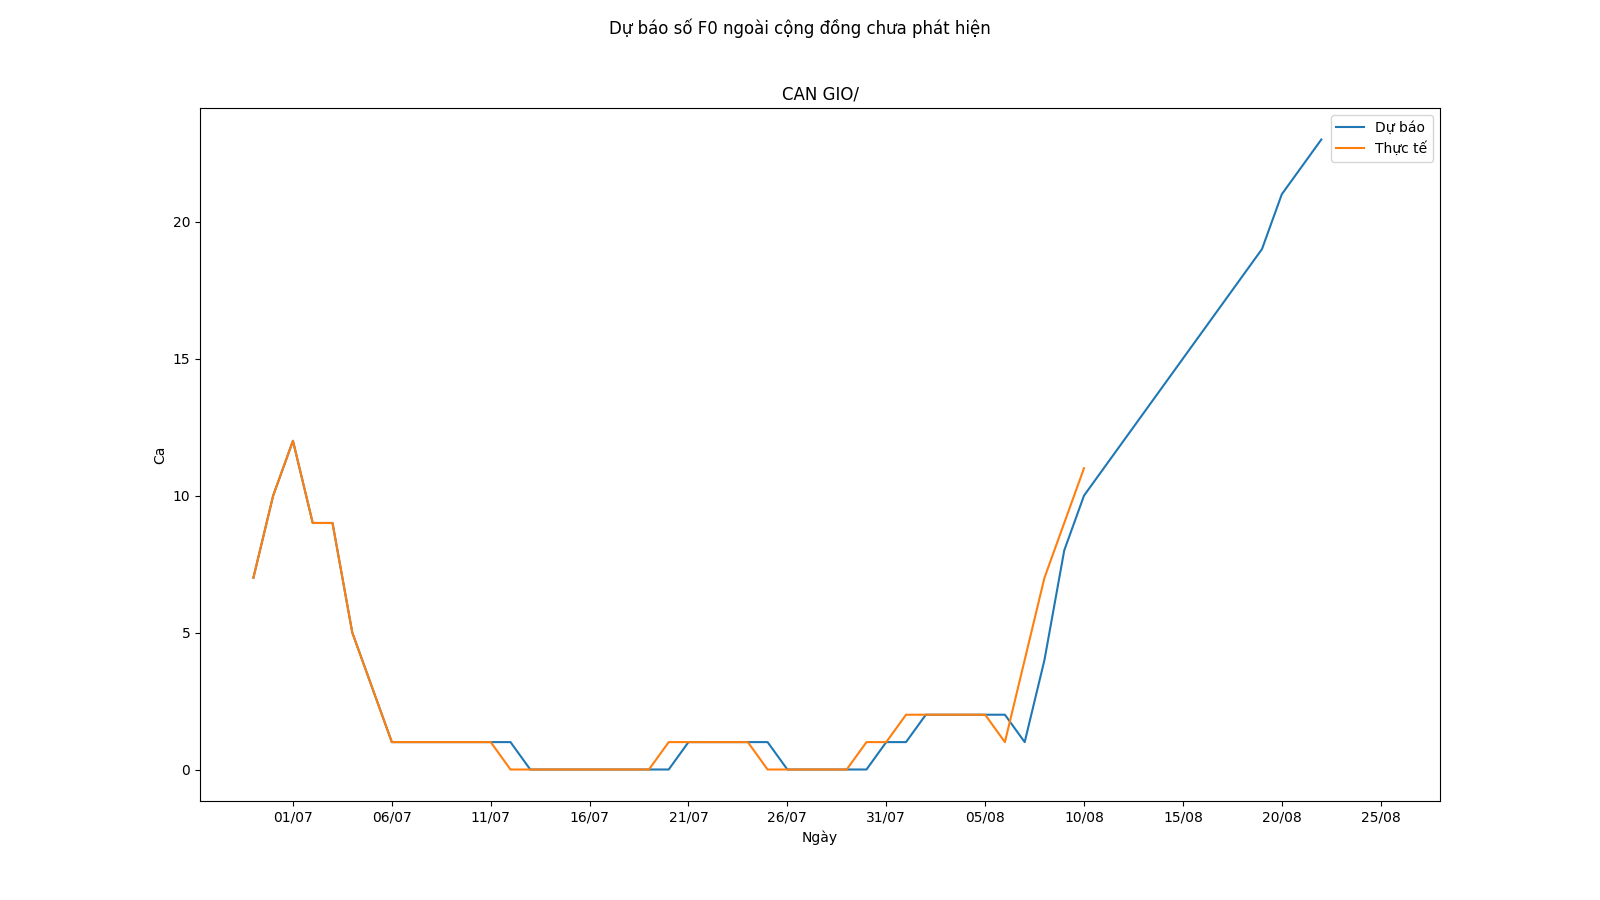 Dự báo số F0 ngoài cộng đồng chưa phát hiện
CAN GIO/
Dự báo
Thực tế
20
15
10
5
0
Ca
01/07 06/07 11/07 16/07 21/07 26/07 31/07 05/08 10/08 15/08 20/08 25/08
Ngày